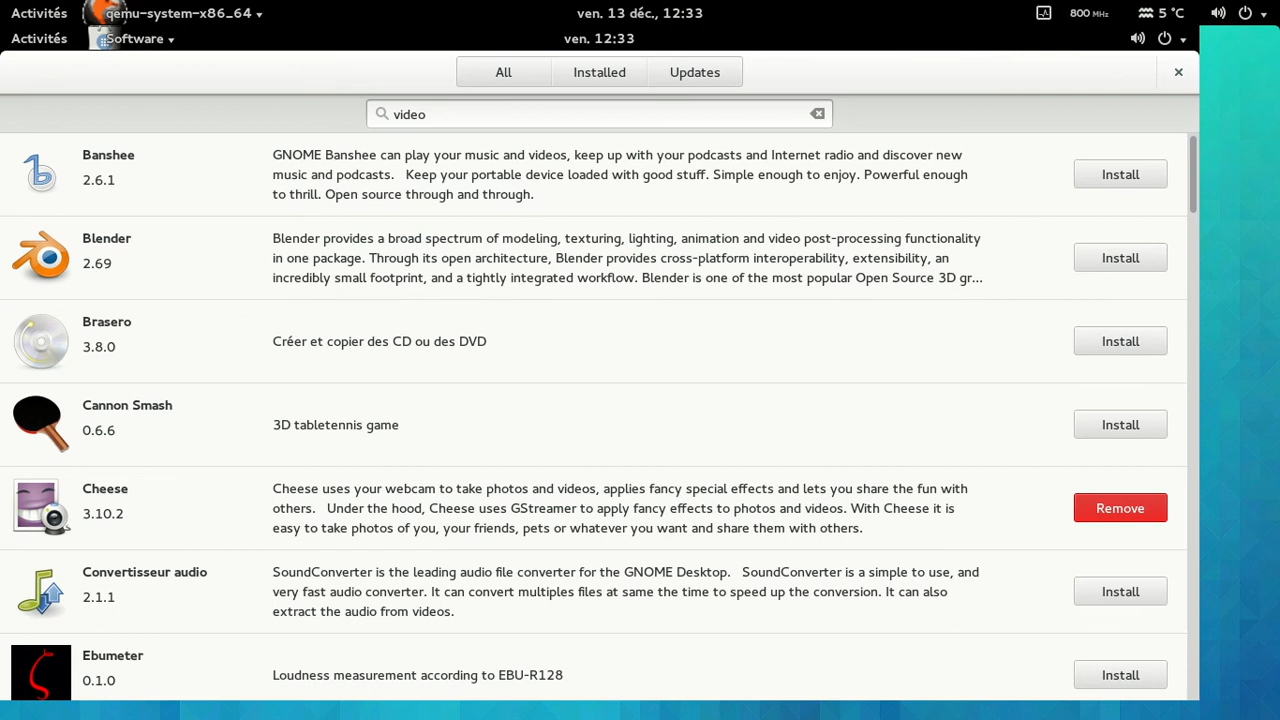 Activités qemu-system-x86_64 ven. 13 déc., 12:33 800 MHz 5 °C
Activités Software ven. 12:33
All Installed Updates
video
Banshee
2.6.1
GNOME Banshee can play your music and videos, keep up with your podcasts and Internet radio and discover new
music and podcasts. Keep your portable device loaded with good stuff. Simple enough to enjoy. Powerful enough
to thrill. Open source through and through.
Install
Blender
2.69
Blender provides a broad spectrum of modeling, texturing, lighting, animation and video post-processing functionality
in one package. Through its open architecture, Blender provides cross-platform interoperability, extensibility, an
incredibly small footprint, and a tightly integrated workflow. Blender is one of the most popular Open Source 3D gr...
Install
Brasero
3.8.0
Créer et copier des CD ou des DVD
Install
Cannon Smash
0.6.6
3D tabletennis game
Install
Cheese
3.10.2
Cheese uses your webcam to take photos and videos, applies fancy special effects and lets you share the fun with
others. Under the hood, Cheese uses GStreamer to apply fancy effects to photos and videos. With Cheese it is
easy to take photos of you, your friends, pets or whatever you want and share them with others.
Remove
Convertisseur audio
2.1.1
SoundConverter is the leading audio file converter for the GNOME Desktop. SoundConverter is a simple to use, and
very fast audio converter. It can convert multiples files at same the time to speed up the conversion. It can also
extract the audio from videos.
Install
Ebumeter
0.1.0
Loudness measurement according to EBU-R128
Install